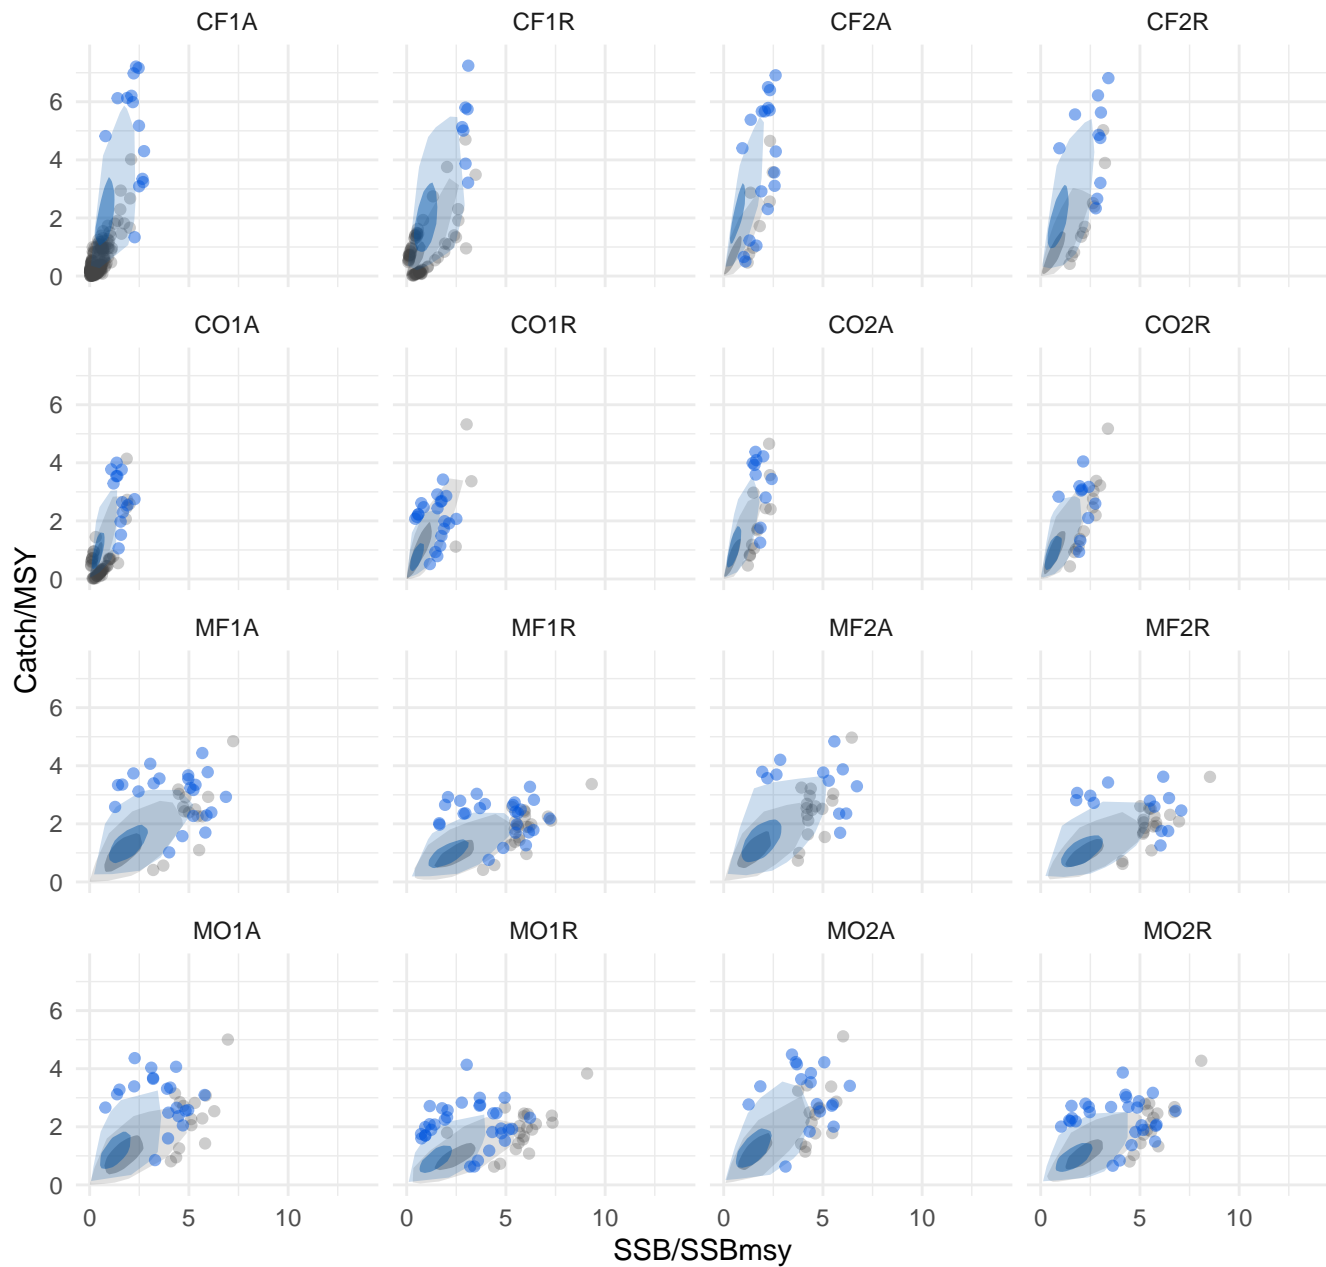 CF1A CF1R CF2A CF2R
6
4
2
0
CO1A CO1R CO2A CO2R
6
4
2
0
Catch/MSY
MF1A MF1R MF2A MF2R
6
4
2
0
MO1A MO1R MO2A MO2R
6
4
2
0
0 5 10 0 5 10 0 5 10 0 5 10
SSB/SSBmsy